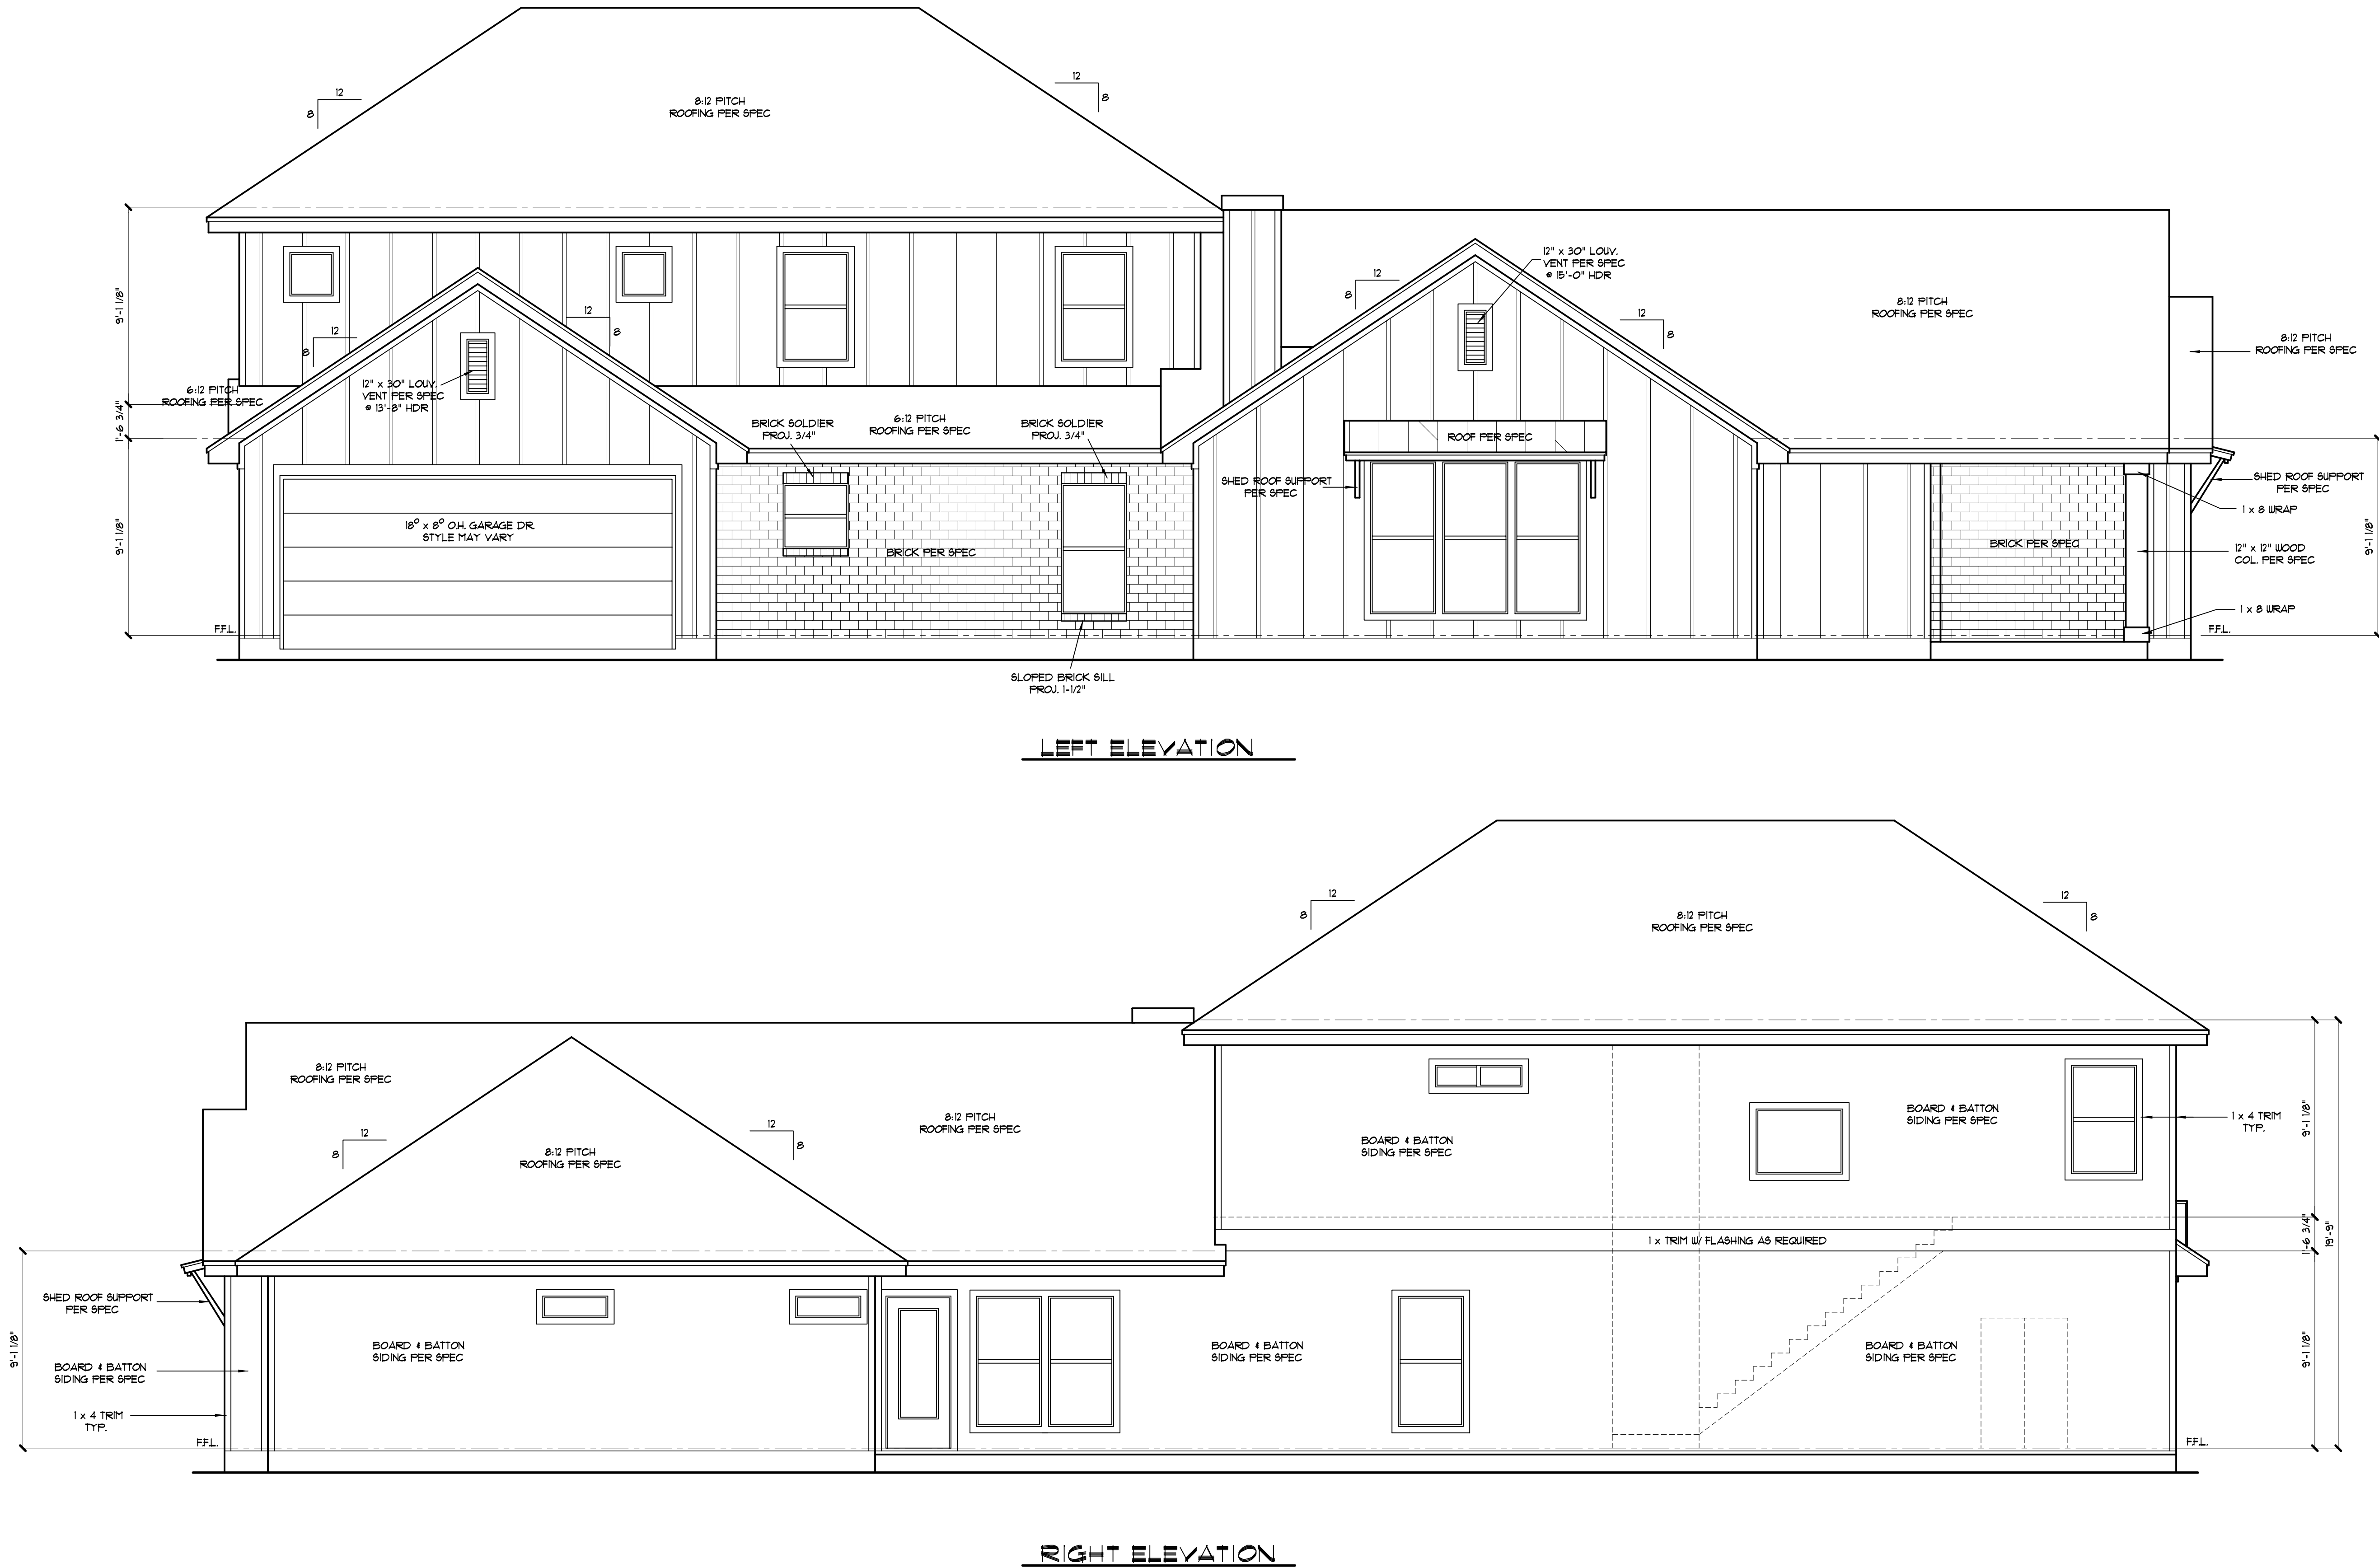 12
8
8:12 PITCH
ROOFING PER SPEC
12
8
9'-1 1/8"
1'-6 3/4"
9'-1 1/8"
6:12 PITCH
ROOFING PER SPEC
12
8
12
8
12" x 30" LOUV.
VENT PER SPEC
@ 13'-8" HDR
BRICK SOLDIER
PROJ. 3/4"
6:12 PITCH
ROOFING PER SPEC
BRICK SOLDIER
PROJ. 3/4"
18⁰ x 8⁰ O.H. GARAGE DR.
STYLE MAY VARY
BRICK PER SPEC
F.F.L.
SLOPED BRICK SILL
PROJ. 1-1/2"
12
8
12" x 30" LOUV.
VENT PER SPEC
@ 15'-0" HDR
12
8
ROOF PER SPEC
SHED ROOF SUPPORT
PER SPEC
8:12 PITCH
ROOFING PER SPEC
8:12 PITCH
ROOFING PER SPEC
SHED ROOF SUPPORT
PER SPEC
1 x 8 WRAP
BRICK PER SPEC
12" x 12" WOOD
COL. PER SPEC
1 x 8 WRAP
F.F.L.
9'-1 1/8"
LEFT ELEVATION
12
8
8:12 PITCH
ROOFING PER SPEC
12
8
8:12 PITCH
ROOFING PER SPEC
12
8
8:12 PITCH
ROOFING PER SPEC
12
8
8:12 PITCH
ROOFING PER SPEC
BOARD & BATTON
SIDING PER SPEC
BOARD & BATTON
SIDING PER SPEC
1 x 4 TRIM
TYP.
9'-1 1/8"
1'-6 3/4"
19'-9"
9'-1 1/8"
1 x TRIM W/ FLASHING AS REQUIRED
SHED ROOF SUPPORT
PER SPEC
9'-1 1/8"
BOARD & BATTON
SIDING PER SPEC
BOARD & BATTON
SIDING PER SPEC
BOARD & BATTON
SIDING PER SPEC
BOARD & BATTON
SIDING PER SPEC
1 x 4 TRIM
TYP.
F.F.L.
F.F.L.
RIGHT ELEVATION